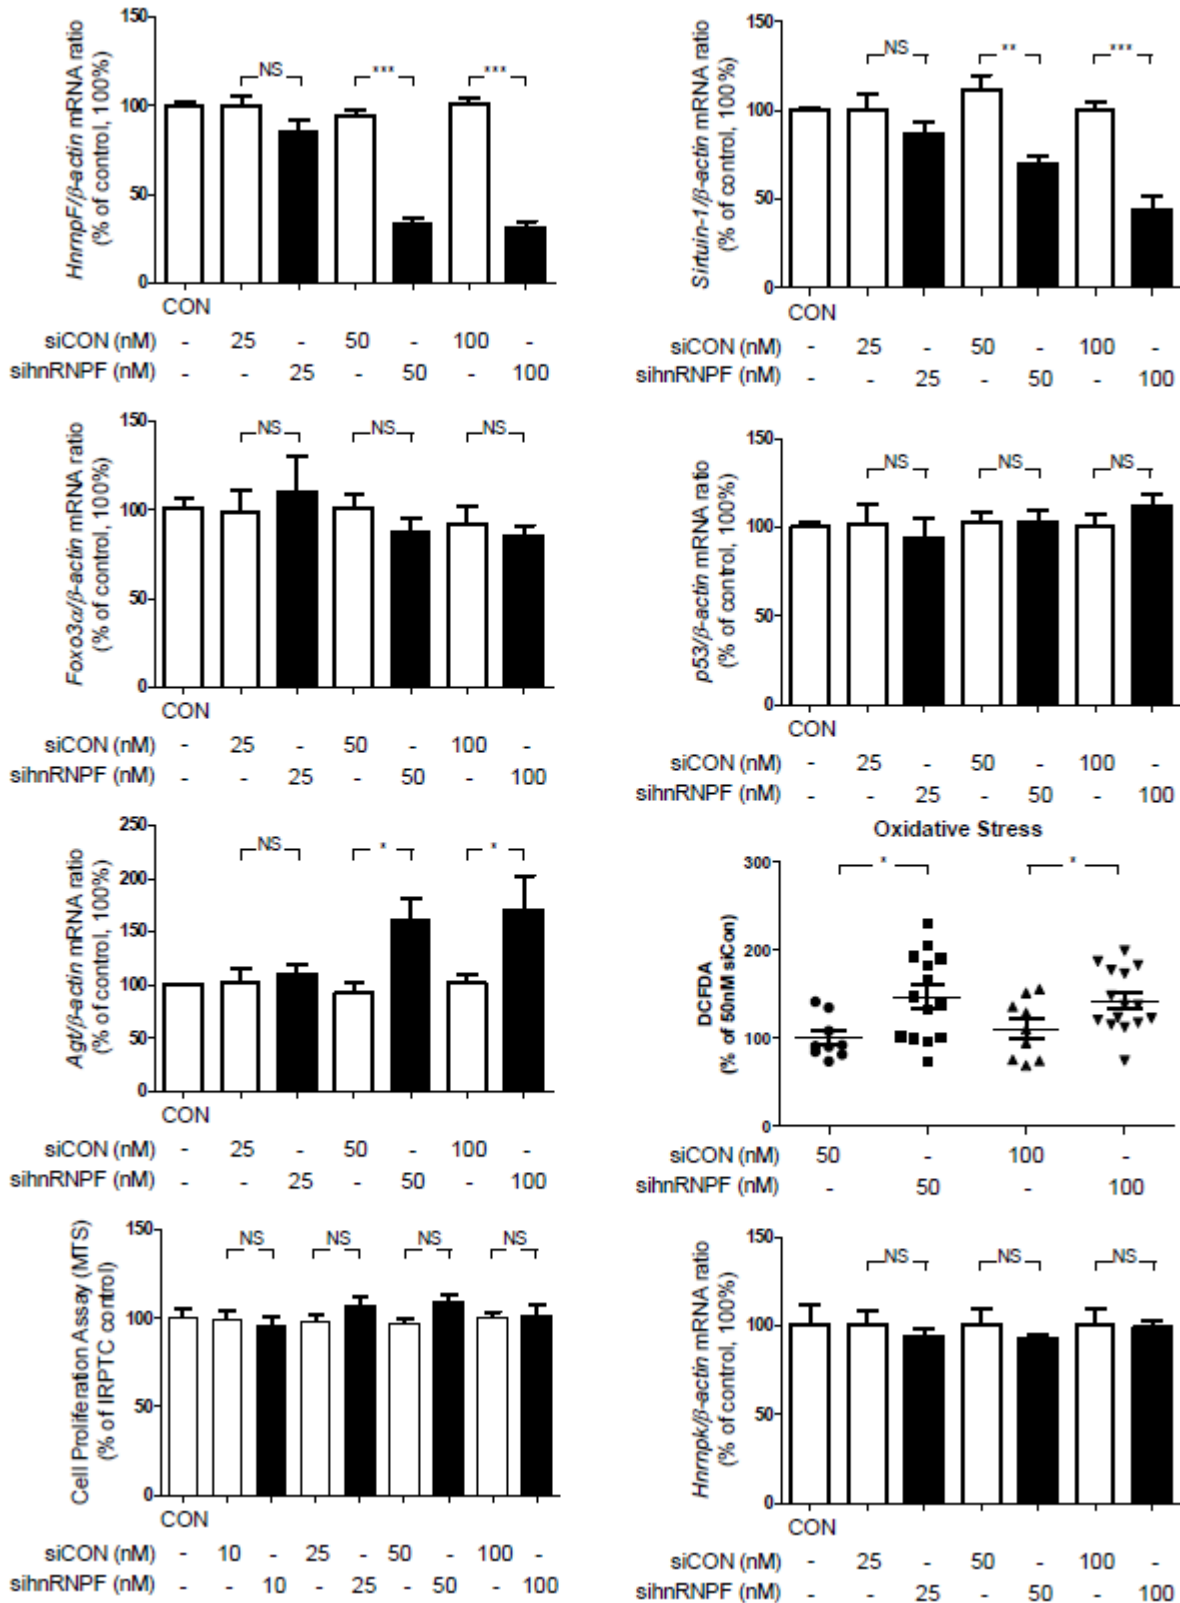 HnrnpF/β-actin mRNA ratio
(% of control, 100%)
150
100
50
0
NS
***
***
CON
siCON (nM) - 25 - 50 - 100 -
sihnRNPF (nM) - - 25 - 50 - 100
Sirtuin-1/β-actin mRNA ratio
(% of control, 100%)
150
100
50
0
NS
**
***
CON
siCON (nM) - 25 - 50 - 100 -
sihnRNPF (nM) - - 25 - 50 - 100
Foxo3α/β-actin mRNA ratio
(% of control, 100%)
150
100
50
0
NS
NS
NS
CON
siCON (nM) - 25 - 50 - 100 -
sihnRNPF (nM) - - 25 - 50 - 100
p53/β-actin mRNA ratio
(% of control, 100%)
150
100
50
0
NS
NS
NS
CON
siCON (nM) - 25 - 50 - 100 -
sihnRNPF (nM) - - 25 - 50 - 100
Agt/β-actin mRNA ratio
(% of control, 100%)
250
200
150
100
50
0
NS
*
*
CON
siCON (nM) - 25 - 50 - 100 -
sihnRNPF (nM) - - 25 - 50 - 100
Oxidative Stress
DCFDA
(% of 50nM siCon)
300
200
100
0
*
*
siCON (nM) 50 - 100 -
sihnRNPF (nM) - 50 - 100
Cell Proliferation Assay (MTS)
(% of IRPTC control)
150
100
50
0
NS
NS
NS
NS
CON
siCON (nM) - 10 - 25 - 50 - 100 -
sihnRNPF (nM) - - 10 - 25 - 50 - 100
Hnrnpk/β-actin mRNA ratio
(% of control, 100%)
150
100
50
0
NS
NS
NS
CON
siCON (nM) - 25 - 50 - 100 -
sihnRNPF (nM) - - 25 - 50 - 100